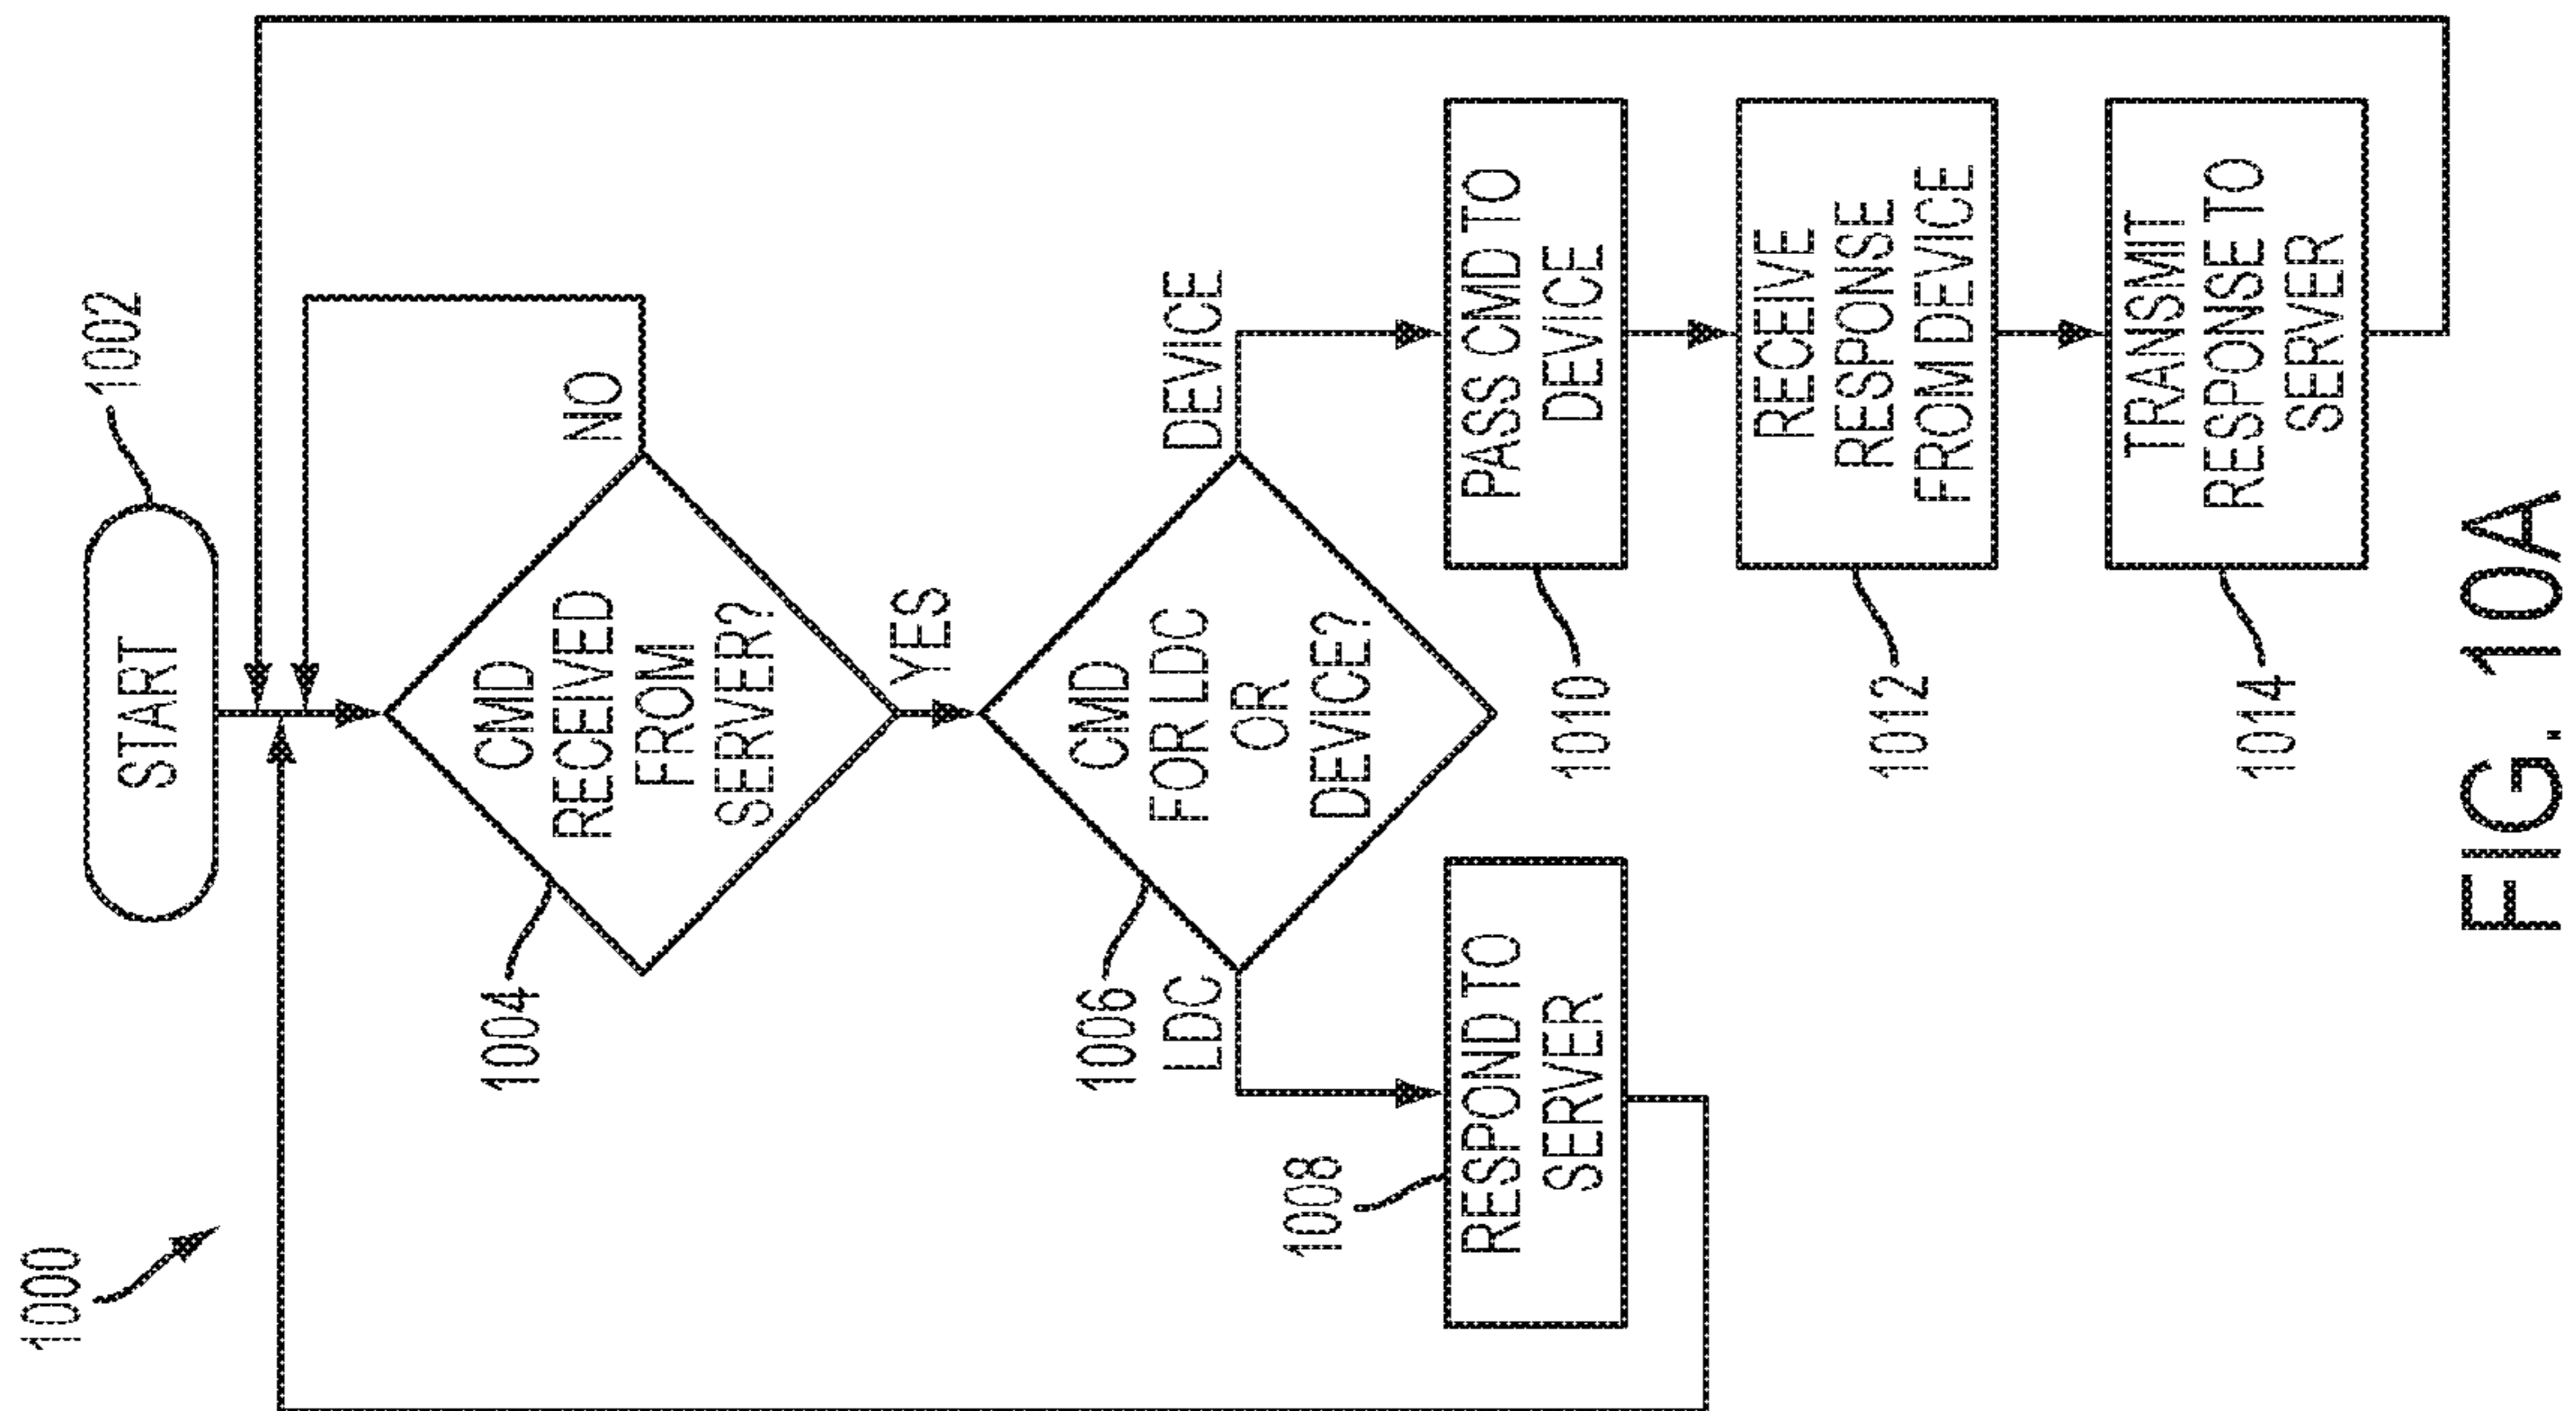 1000
START
1002
CMD
RECEIVED
FROM
SERVER?
NO
1004
YES
CMD
FOR LDC
OR
DEVICE?
1006
LDC
DEVICE
1008
RESPOND TO
SERVER
PASS CMD TO
DEVICE
1010
RECEIVE
RESPONSE
FROM DEVICE
1012
TRANSMIT
RESPONSE TO
SERVER
1014
FIG. 10A